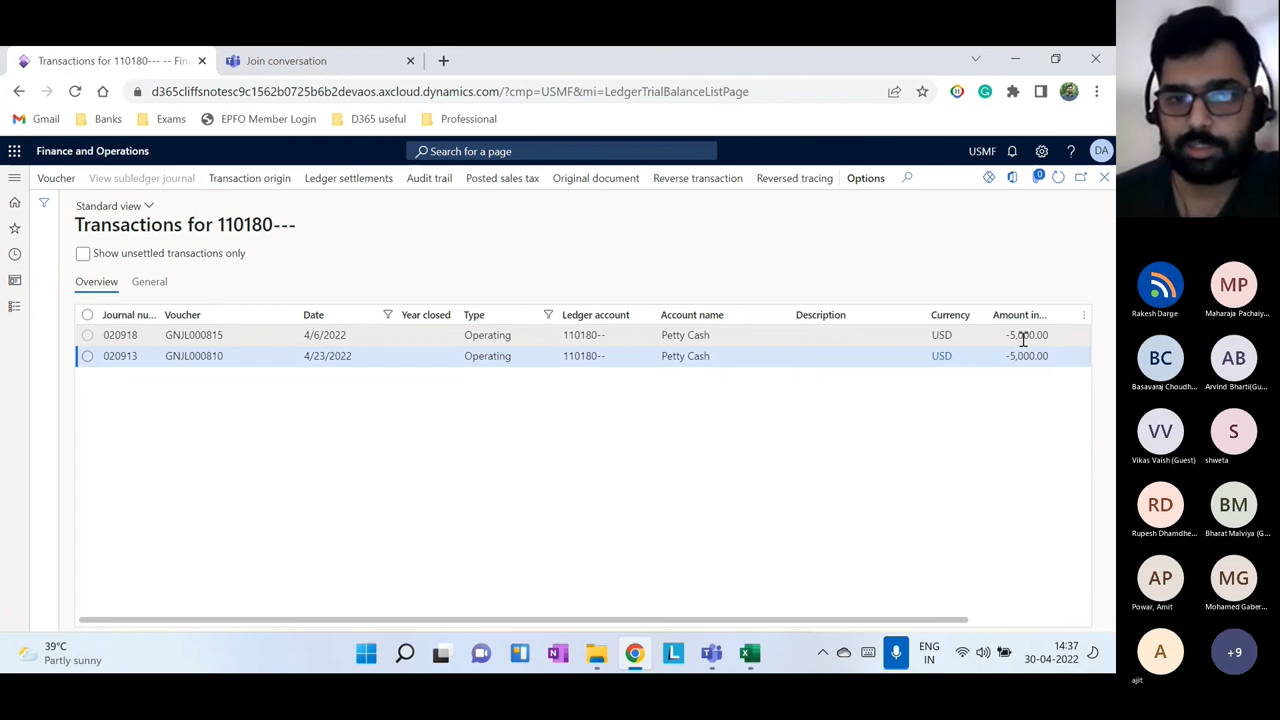 Transactions for 110180--- -- Fin
Join conversation
d365cliffsnotesc9c1562b0725b6b2devaos.axcloud.dynamics.com/?cmp=USMF&mi=LedgerTrialBalanceListPage
Gmail Banks Exams EPFO Member Login D365 useful Professional
Finance and Operations Search for a page USMF DA
Voucher View subledger journal Transaction origin Ledger settlements Audit trail Posted sales tax Original document Reverse transaction Reversed tracing Options 0
Standard view
Transactions for 110180---
Show unsettled transactions only
Overview General
Journal nu... Voucher Date Year closed Type Ledger account Account name Description Currency Amount in...
020918 GNJL000815 4/6/2022 Operating 110180-- Petty Cash USD -5,000.00
020913 GNJL000810 4/23/2022 Operating 110180-- Petty Cash USD -5,000.00
Rakesh Darge
MP
Maharaja Pachaiy...
BC
Basavaraj Choudh...
AB
Arvind Bharti(Gu...
VV
Vikas Vaish (Guest)
S
shweta
RD
Rupesh Dhamdhe...
BM
Bharat Malviya (G...
AP
Powar, Amit
MG
Mohamed Gaber...
A
ajit
+9
39°C
Partly sunny
ENG
IN
14:37
30-04-2022